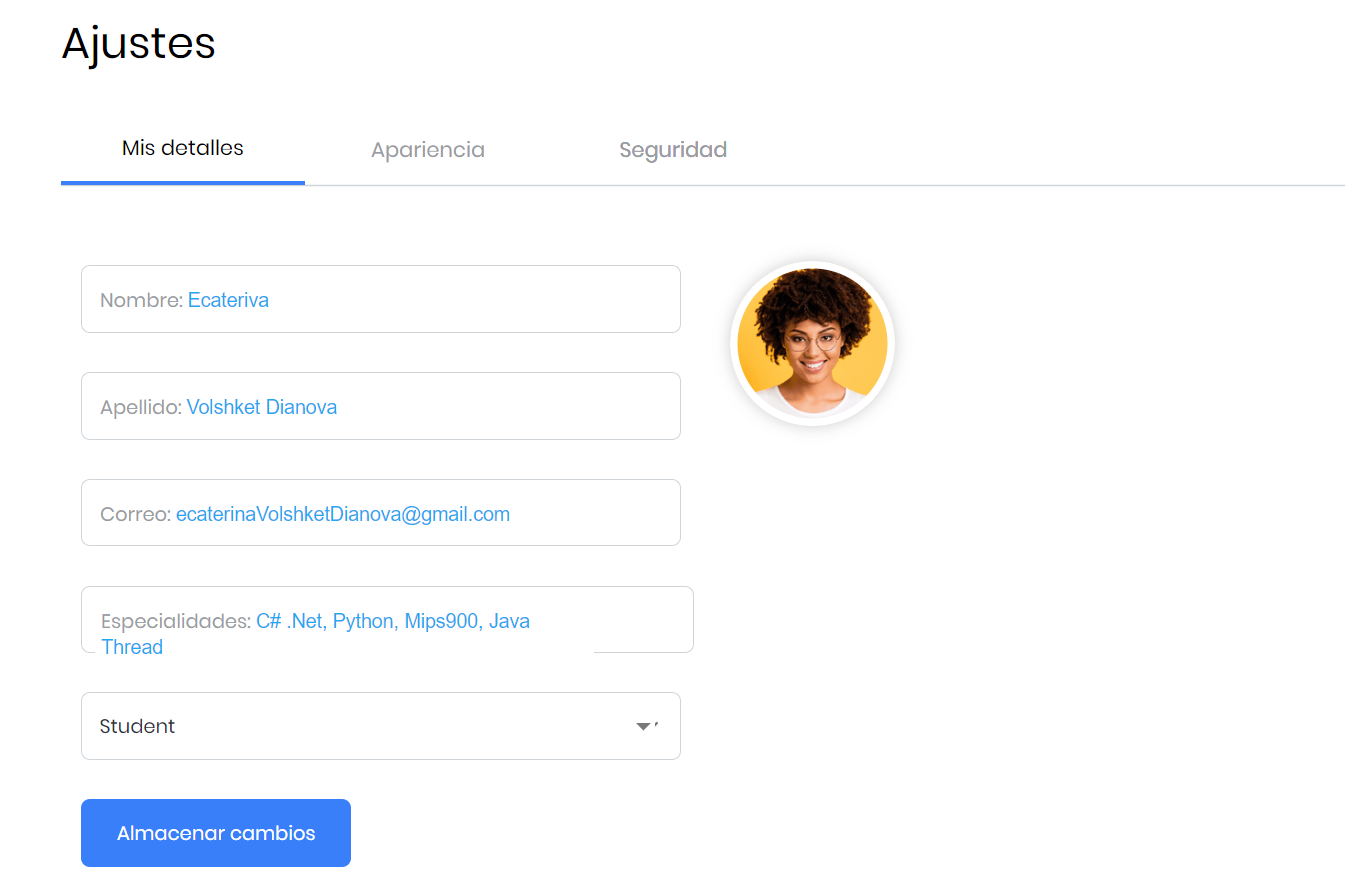 Ajustes
Mis detalles
Apariencia
Seguridad
Nombre: Ecateriva
Apellido: Volshket Dianova
Correo: ecaterinaVolshketDianova@gmail.com
Especialidades: C# .Net, Python, Mips900, Java
Thread
Student
Almacenar cambios